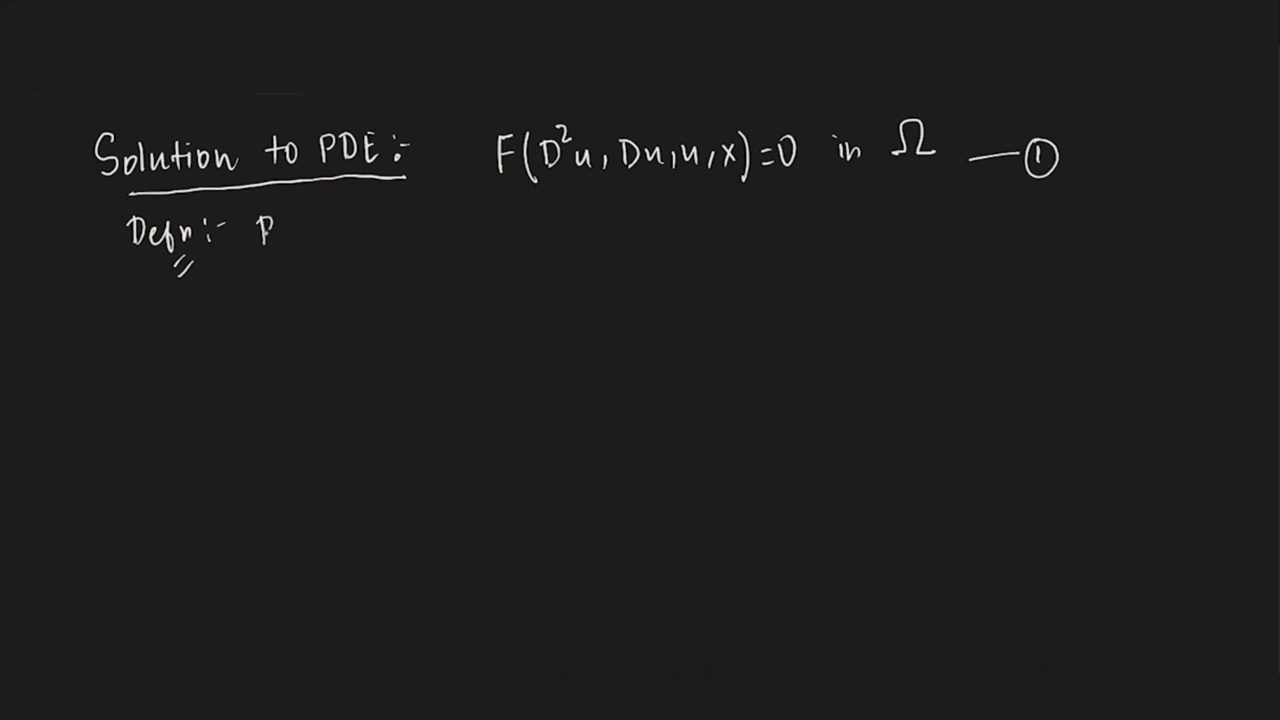 Solution to PDE :- F(D²u, Du, u, x) = 0 in Ω —①
Defn :- P